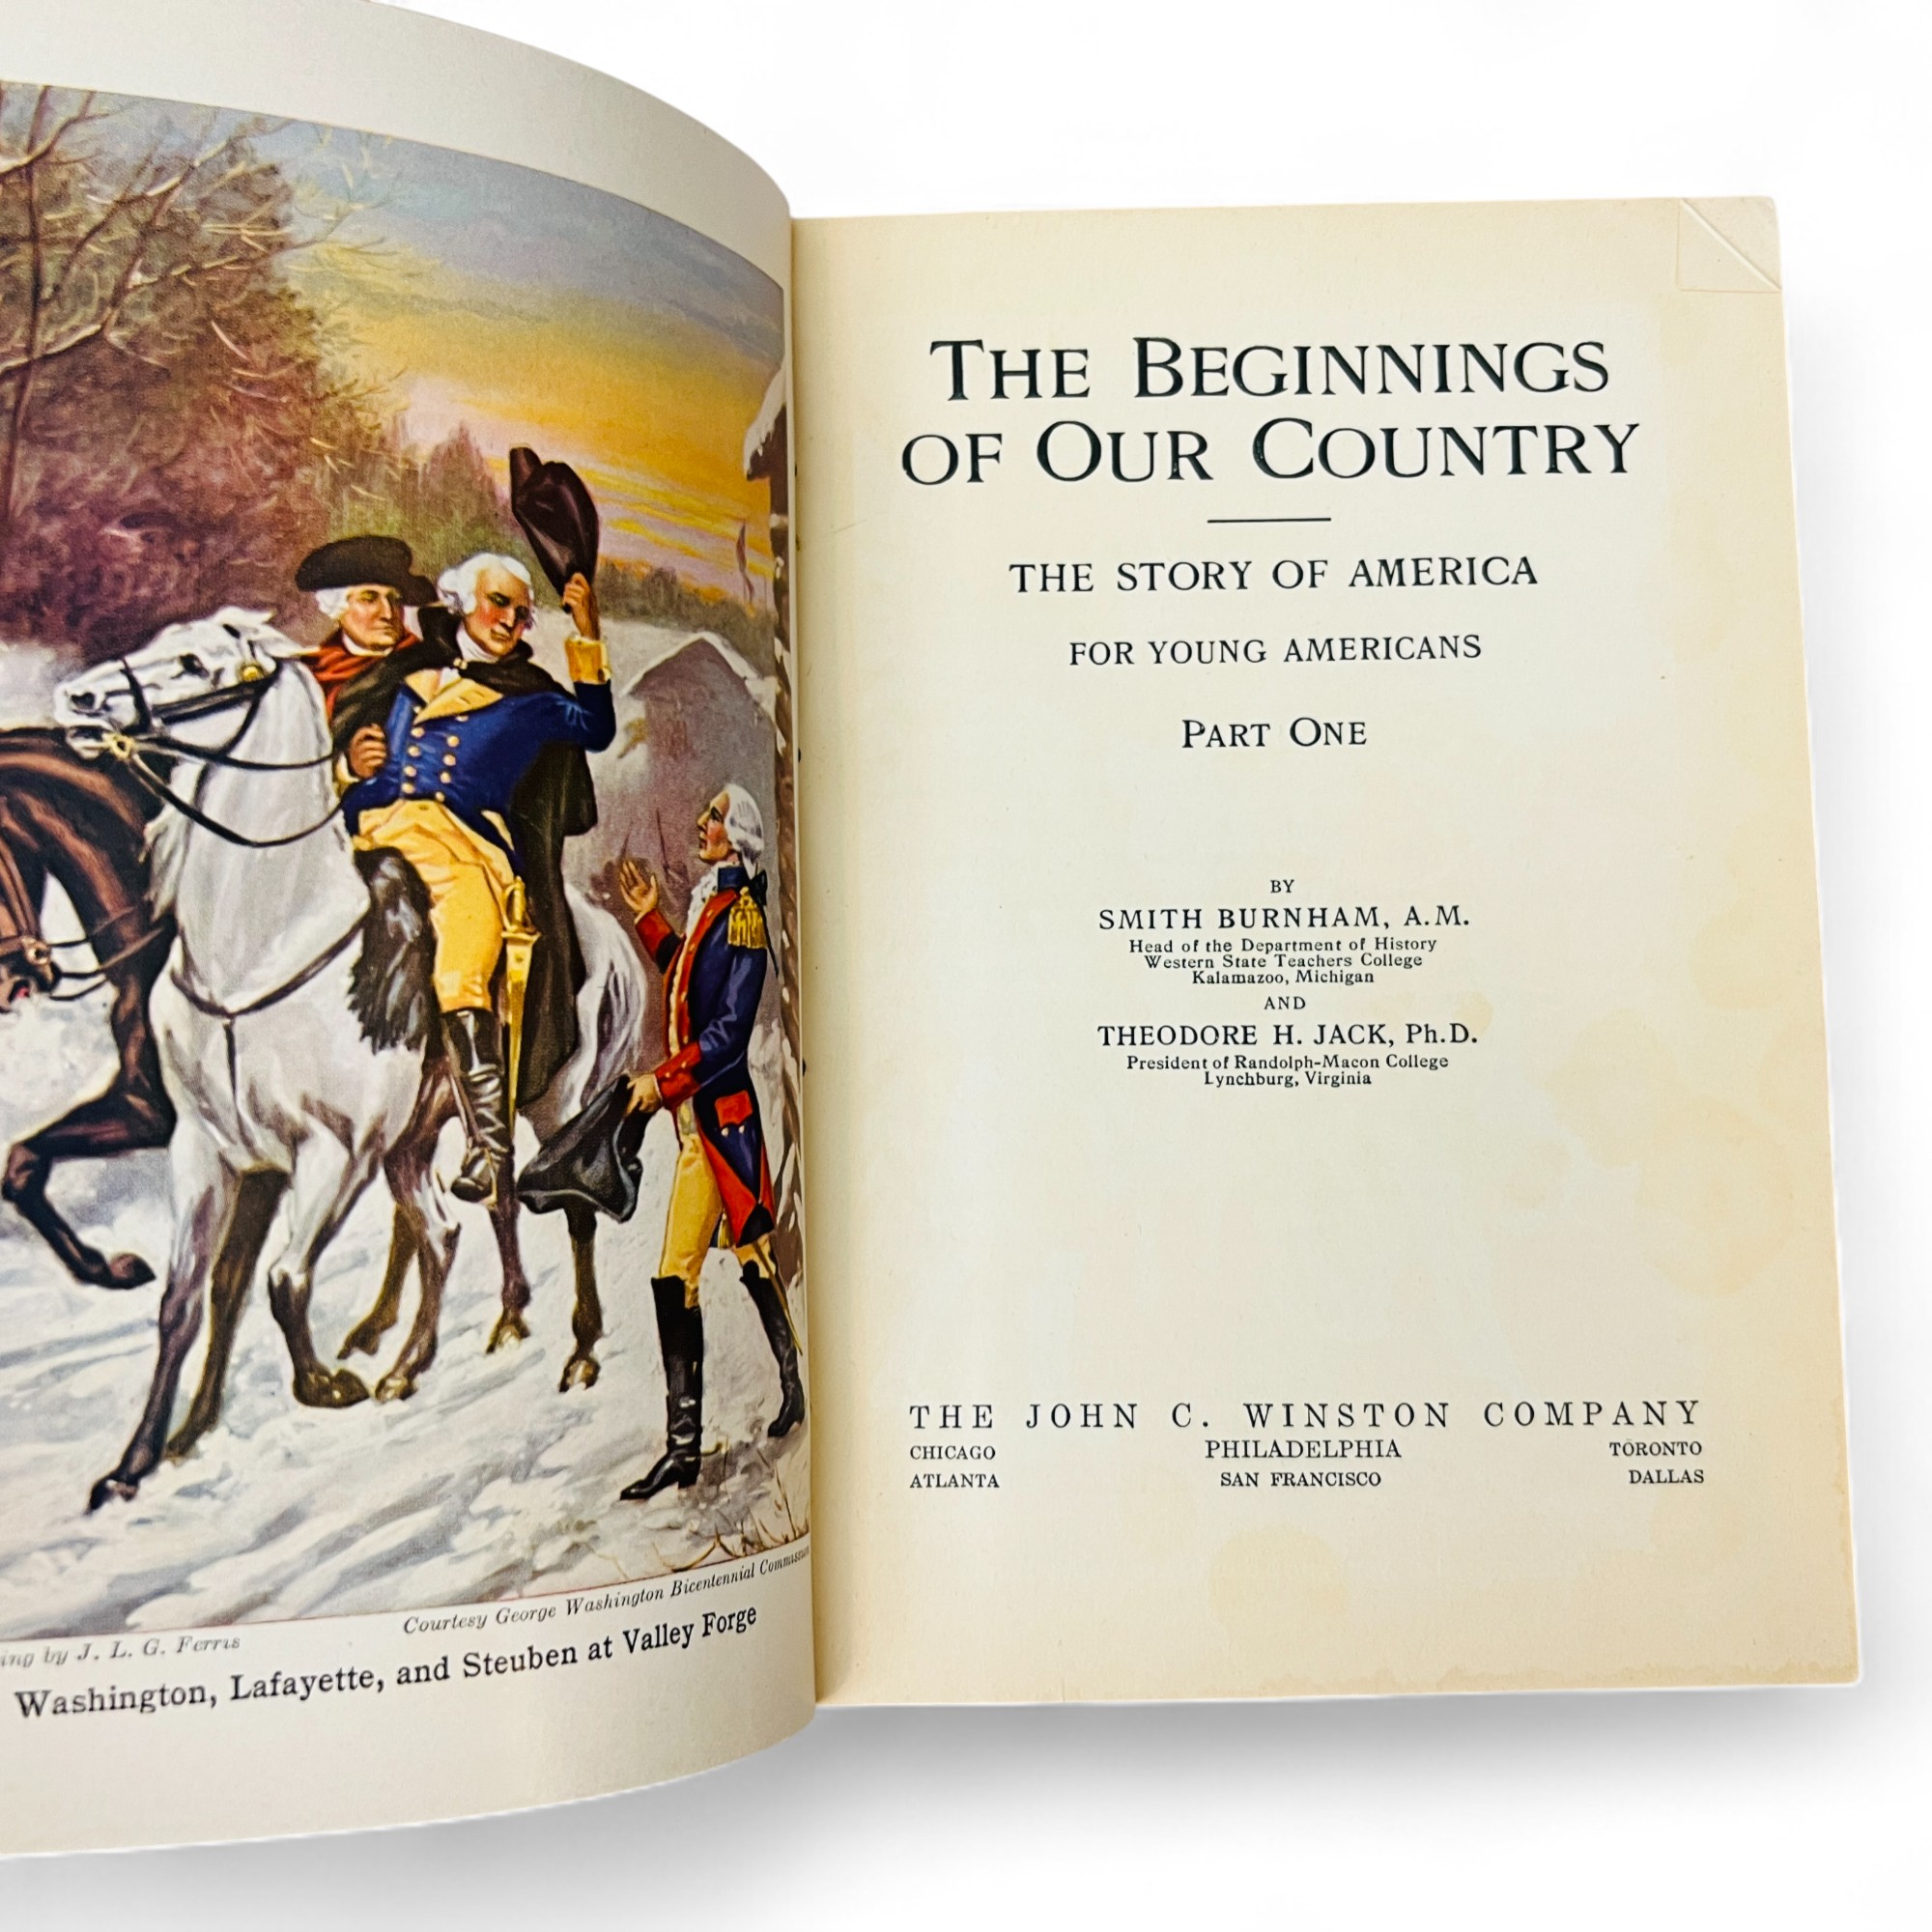 ing by J. L. G. Ferris
Courtesy George Washington Bicentennial Commission
Washington, Lafayette, and Steuben at Valley Forge
THE BEGINNINGS
OF OUR COUNTRY
THE STORY OF AMERICA
FOR YOUNG AMERICANS
PART ONE
BY
SMITH BURNHAM, A.M.
Head of the Department of History
Western State Teachers College
Kalamazoo, Michigan
AND
THEODORE H. JACK, Ph.D.
President of Randolph-Macon College
Lynchburg, Virginia
THE JOHN C. WINSTON COMPANY
CHICAGO PHILADELPHIA TORONTO
ATLANTA SAN FRANCISCO DALLAS